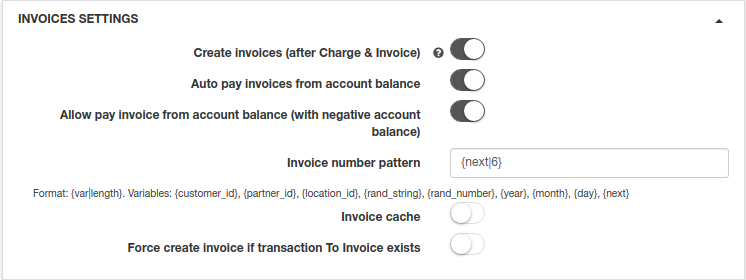 INVOICES SETTINGS
Create invoices (after Charge & Invoice) ?
Auto pay invoices from account balance
Allow pay invoice from account balance (with negative account
balance)
Invoice number pattern {next|6}
Format: {var|length}. Variables: {customer_id}, {partner_id}, {location_id}, {rand_string}, {rand_number}, {year}, {month}, {day}, {next}
Invoice cache
Force create invoice if transaction To Invoice exists